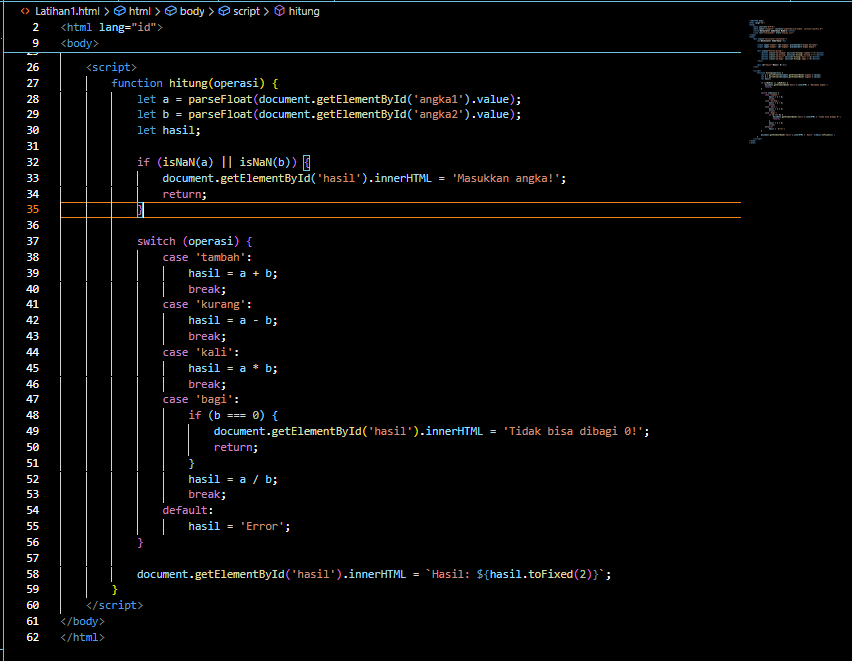 Latihan1.html > html > body > script > hitung
2 <html lang="id">
9 <body>
26 <script>
27 function hitung(operasi) {
28 let a = parseFloat(document.getElementById('angka1').value);
29 let b = parseFloat(document.getElementById('angka2').value);
30 let hasil;
31
32 if (isNaN(a) || isNaN(b)) {
33 document.getElementById('hasil').innerHTML = 'Masukkan angka!';
34 return;
35 }
36
37 switch (operasi) {
38 case 'tambah':
39 hasil = a + b;
40 break;
41 case 'kurang':
42 hasil = a - b;
43 break;
44 case 'kali':
45 hasil = a * b;
46 break;
47 case 'bagi':
48 if (b === 0) {
49 document.getElementById('hasil').innerHTML = 'Tidak bisa dibagi 0!';
50 return;
51 }
52 hasil = a / b;
53 break;
54 default:
55 hasil = 'Error';
56 }
57
58 document.getElementById('hasil').innerHTML = `Hasil: ${hasil.toFixed(2)}`;
59 }
60 </script>
61 </body>
62 </html>